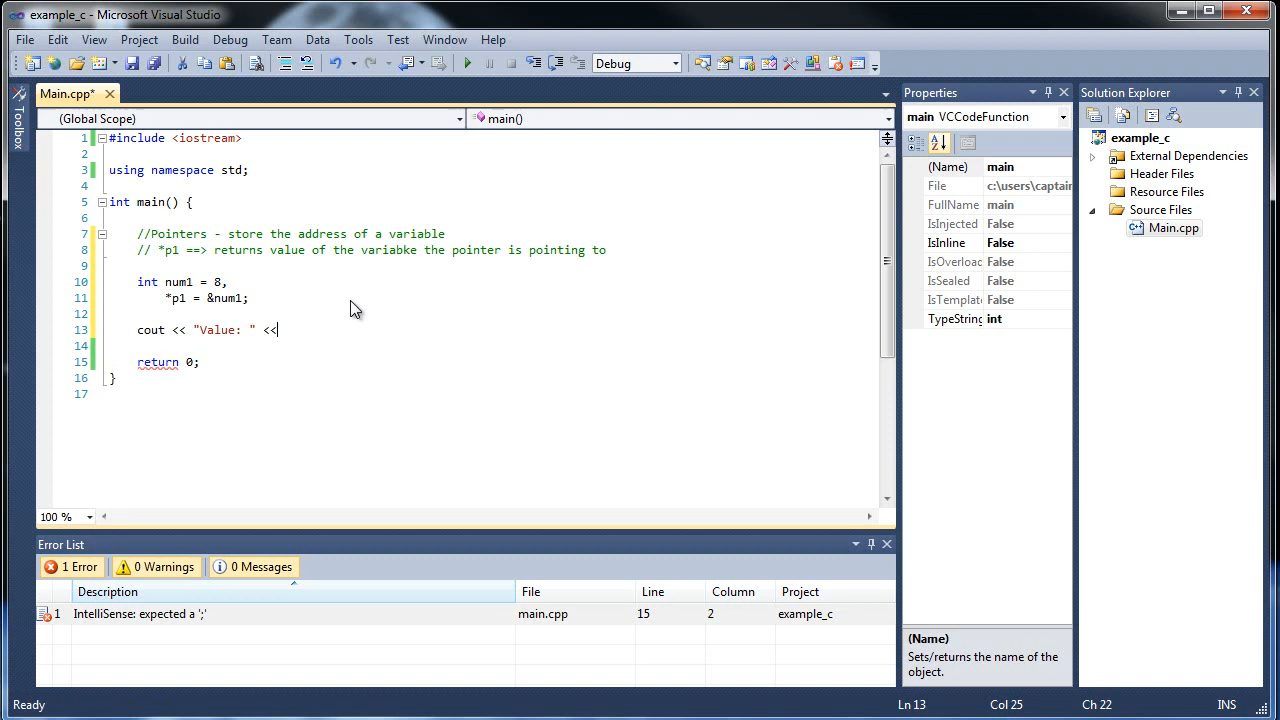 example_c - Microsoft Visual Studio
File Edit View Project Build Debug Team Data Tools Test Window Help
Debug
Toolbox
Main.cpp*
(Global Scope) main()
1 #include <iostream>
2
3 using namespace std;
4
5 int main() {
6
7 //Pointers - store the address of a variable
8 // *p1 ==> returns value of the variabke the pointer is pointing to
9
10 int num1 = 8,
11 *p1 = &num1;
12
13 cout << "Value: " <<
14
15 return 0;
16 }
17
100 %
Error List
1 Error 0 Warnings 0 Messages
Description File Line Column Project
1 IntelliSense: expected a ';' main.cpp 15 2 example_c
Properties
main VCCodeFunction
(Name) main
File c:\users\captain
FullName main
IsInjected False
IsInline False
IsOverloac False
IsSealed False
IsTemplate False
TypeString int
(Name)
Sets/returns the name of the
object.
Solution Explorer
example_c
External Dependencies
Header Files
Resource Files
Source Files
Main.cpp
Ready Ln 13 Col 25 Ch 22 INS